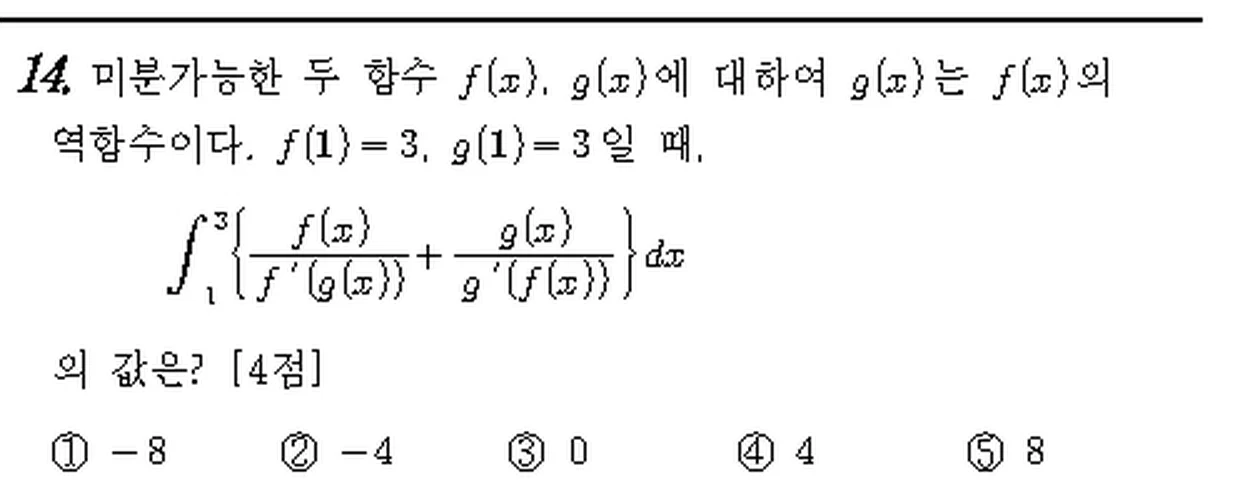 14. 미분가능한 두 함수 f(x), g(x)에 대하여 g(x)는 f(x)의
역함수이다. f(1)=3, g(1)=3일 때,
∫₁³ { f(x)/f′(g(x)) + g(x)/g′(f(x)) } dx
의 값은? [4점]
① −8 ② −4 ③ 0 ④ 4 ⑤ 8